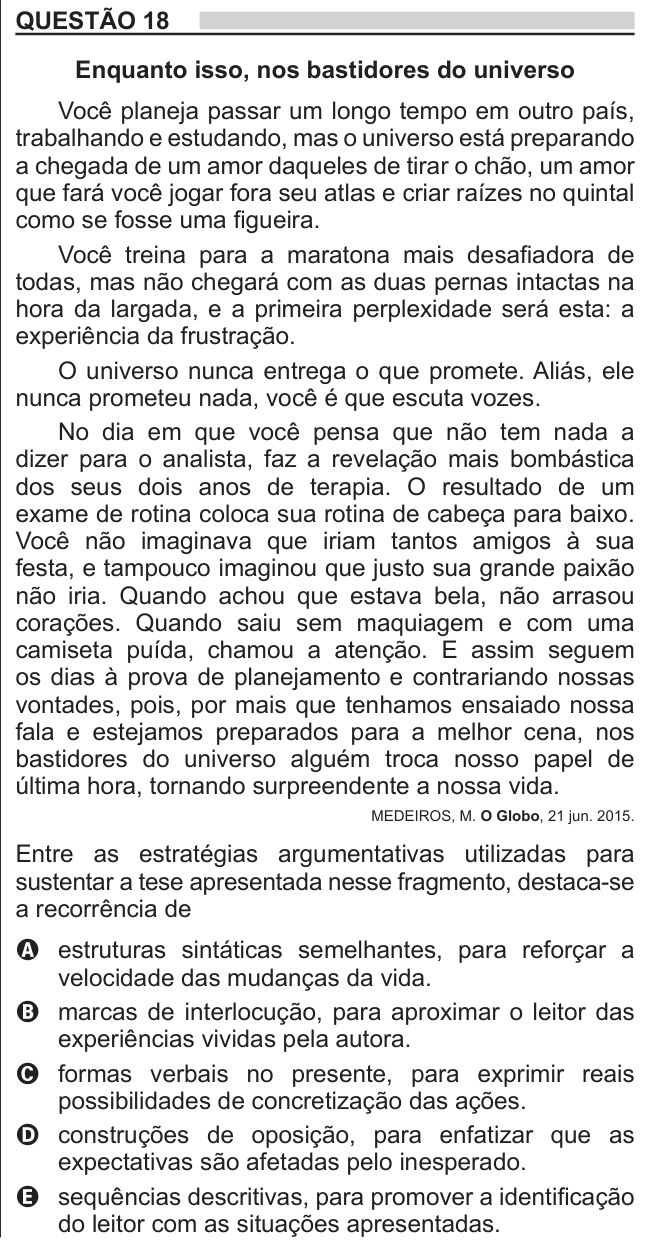 QUESTÃO 18
Enquanto isso, nos bastidores do universo
Você planeja passar um longo tempo em outro país,
trabalhando e estudando, mas o universo está preparando
a chegada de um amor daqueles de tirar o chão, um amor
que fará você jogar fora seu atlas e criar raízes no quintal
como se fosse uma figueira.
Você treina para a maratona mais desafiadora de
todas, mas não chegará com as duas pernas intactas na
hora da largada, e a primeira perplexidade será esta: a
experiência da frustração.
O universo nunca entrega o que promete. Aliás, ele
nunca prometeu nada, você é que escuta vozes.
No dia em que você pensa que não tem nada a
dizer para o analista, faz a revelação mais bombástica
dos seus dois anos de terapia. O resultado de um
exame de rotina coloca sua rotina de cabeça para baixo.
Você não imaginava que iriam tantos amigos à sua
festa, e tampouco imaginou que justo sua grande paixão
não iria. Quando achou que estava bela, não arrasou
corações. Quando saiu sem maquiagem e com uma
camiseta puída, chamou a atenção. E assim seguem
os dias à prova de planejamento e contrariando nossas
vontades, pois, por mais que tenhamos ensaiado nossa
fala e estejamos preparados para a melhor cena, nos
bastidores do universo alguém troca nosso papel de
última hora, tornando surpreendente a nossa vida.
MEDEIROS, M. O Globo, 21 jun. 2015.
Entre as estratégias argumentativas utilizadas para
sustentar a tese apresentada nesse fragmento, destaca-se
a recorrência de
A estruturas sintáticas semelhantes, para reforçar a
velocidade das mudanças da vida.
B marcas de interlocução, para aproximar o leitor das
experiências vividas pela autora.
C formas verbais no presente, para exprimir reais
possibilidades de concretização das ações.
D construções de oposição, para enfatizar que as
expectativas são afetadas pelo inesperado.
E sequências descritivas, para promover a identificação
do leitor com as situações apresentadas.